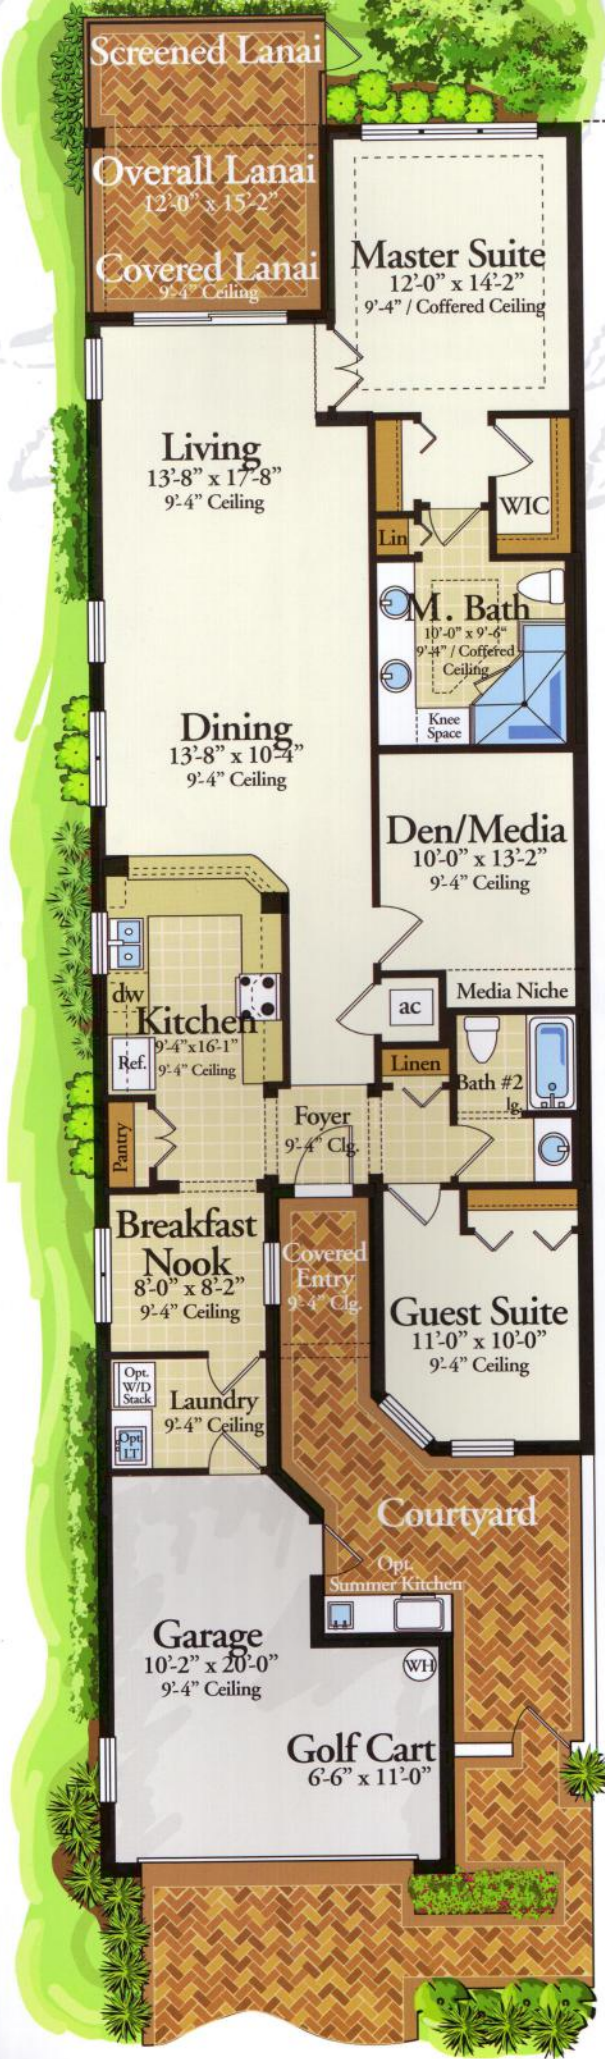 Screened Lanai
Overall Lanai
12'-0" x 15'-2"
Covered Lanai
9'-4" Ceiling
Master Suite
12'-0" x 14'-2"
9'-4" / Coffered Ceiling
Living
13'-8" x 17'-8"
9'-4" Ceiling
WIC
Lin
M. Bath
10'-0" x 9'-6"
9'-4" / Coffered
Ceiling
Knee
Space
Dining
13'-8" x 10'-4"
9'-4" Ceiling
Den/Media
10'-0" x 13'-2"
9'-4" Ceiling
Media Niche
dw
Kitchen
9'-4"x16'-1"
9'-4" Ceiling
Ref.
ac
Linen
Bath #2
lg.
Pantry
Foyer
9'-4" Clg.
Breakfast
Nook
8'-0" x 8'-2"
9'-4" Ceiling
Covered
Entry
9'-4" Clg.
Guest Suite
11'-0" x 10'-0"
9'-4" Ceiling
Opt.
W/D
Stack
Opt
LT
Laundry
9'-4" Ceiling
Courtyard
Opt.
Summer Kitchen
Garage
10'-2" x 20'-0"
9'-4" Ceiling
WH
Golf Cart
6'-6" x 11'-0"